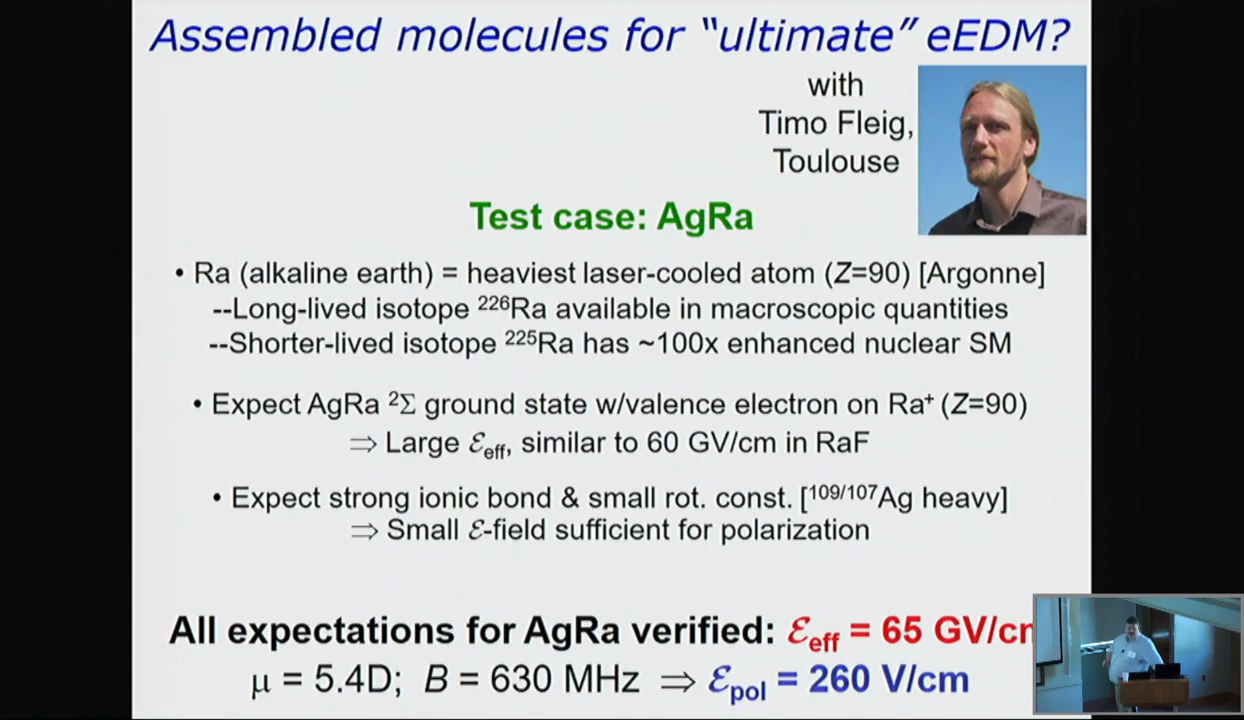 Assembled molecules for “ultimate” eEDM?
with
Timo Fleig,
Toulouse
Test case: AgRa
• Ra (alkaline earth) = heaviest laser-cooled atom (Z=90) [Argonne]
--Long-lived isotope ²²⁶Ra available in macroscopic quantities
--Shorter-lived isotope ²²⁵Ra has ~100x enhanced nuclear SM
• Expect AgRa ²Σ ground state w/valence electron on Ra⁺ (Z=90)
⇒ Large ℰeff, similar to 60 GV/cm in RaF
• Expect strong ionic bond & small rot. const. [¹⁰⁹/¹⁰⁷Ag heavy]
⇒ Small ℰ-field sufficient for polarization
All expectations for AgRa verified: ℰeff = 65 GV/cm
μ = 5.4D; B = 630 MHz ⇒ ℰpol = 260 V/cm